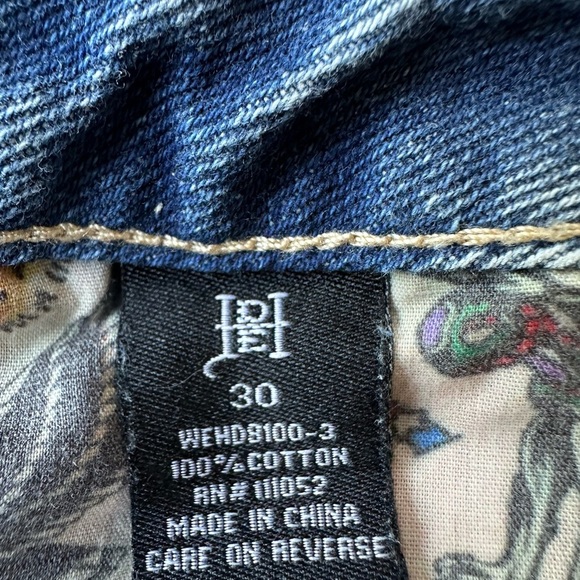 30
WEHD8100-3
100% COTTON
RN# 111052
MADE IN CHINA
CARE ON REVERSE